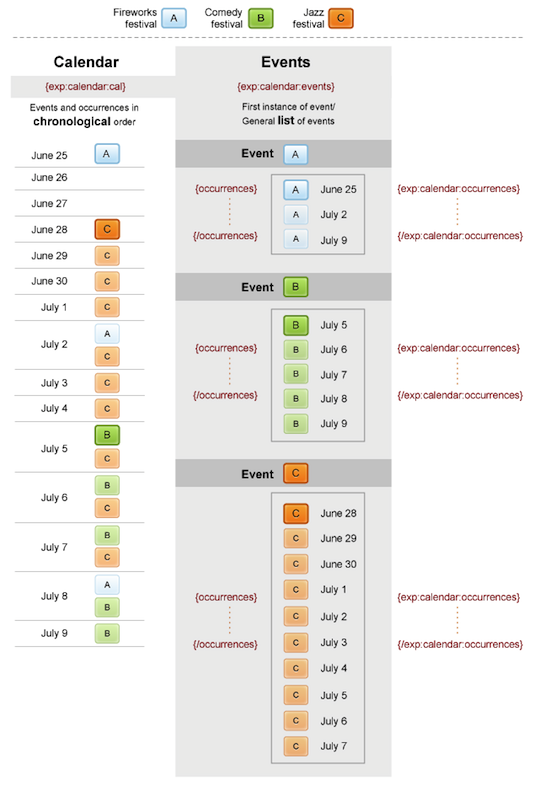 Fireworks festival A
Comedy festival B
Jazz festival C
Calendar
{exp:calendar:cal}
Events and occurrences in
chronological order
June 25 A
June 26
June 27
June 28 C
June 29 C
June 30 C
July 1 C
July 2 A C
July 3 C
July 4 C
July 5 B C
July 6 B C
July 7 B C
July 8 A B
July 9 B
Events
{exp:calendar:events}
First instance of event/
General list of events
Event A
{occurrences}
{/occurrences}
A June 25
A July 2
A July 9
{exp:calendar:occurrences}
{/exp:calendar:occurrences}
Event B
{occurrences}
{/occurrences}
B July 5
B July 6
B July 7
B July 8
B July 9
{exp:calendar:occurrences}
{/exp:calendar:occurrences}
Event C
{occurrences}
{/occurrences}
C June 28
C June 29
C June 30
C July 1
C July 2
C July 3
C July 4
C July 5
C July 6
C July 7
{exp:calendar:occurrences}
{/exp:calendar:occurrences}